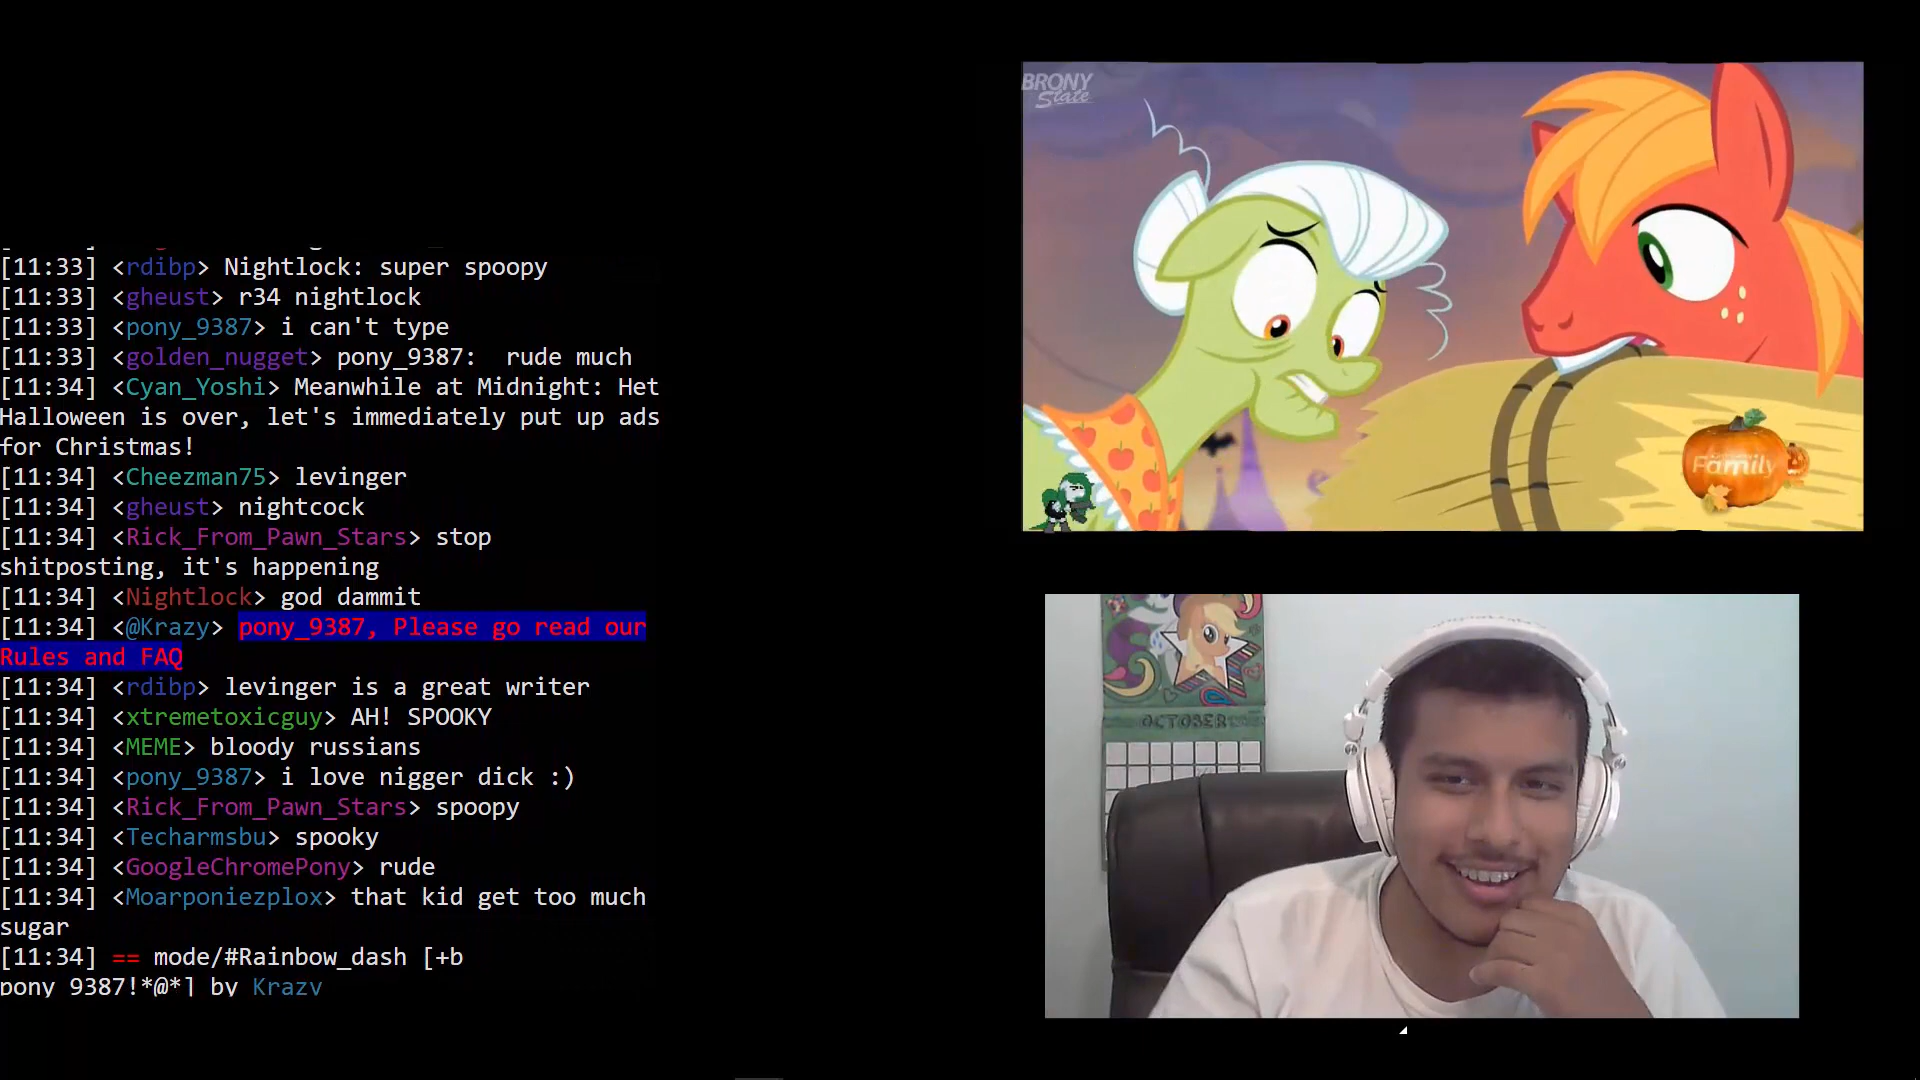 BRONY
State
[11:33] <rdibp> Nightlock: super spoopy
[11:33] <gheust> r34 nightlock
[11:33] <pony_9387> i can't type
[11:33] <golden_nugget> pony_9387:  rude much
[11:34] <Cyan_Yoshi> Meanwhile at Midnight: Het
Halloween is over, let's immediately put up ads
for Christmas!
[11:34] <Cheezman75> levinger
[11:34] <gheust> nightcock
[11:34] <Rick_From_Pawn_Stars> stop
shitposting, it's happening
[11:34] <Nightlock> god dammit
[11:34] <@Krazy> pony_9387, Please go read our
Rules and FAQ
[11:34] <rdibp> levinger is a great writer
[11:34] <xtremetoxicguy> AH! SPOOKY
[11:34] <MEME> bloody russians
[11:34] <pony_9387> i love nigger dick :)
[11:34] <Rick_From_Pawn_Stars> spoopy
[11:34] <Techarmsbu> spooky
[11:34] <GoogleChromePony> rude
[11:34] <Moarponiezplox> that kid get too much
sugar
[11:34] == mode/#Rainbow_dash [+b
pony_9387!*@*] by Krazy
Family
OCTOBER